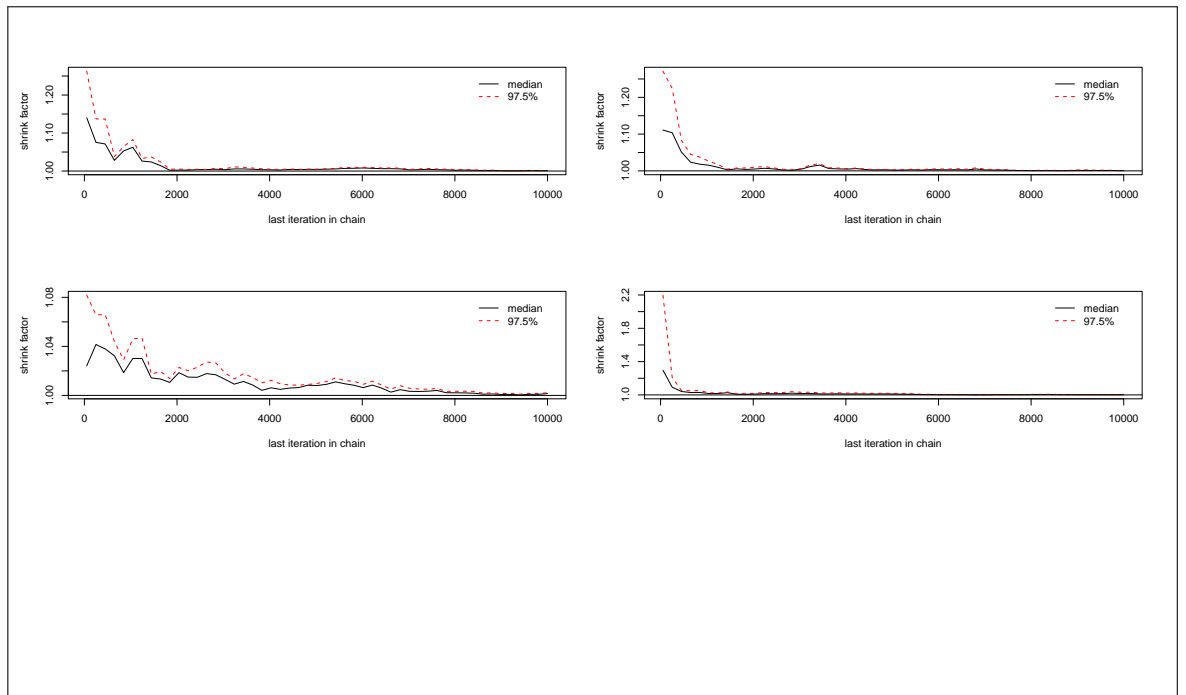 median
97.5%
shrink factor
1.00 1.10 1.20
0 2000 4000 6000 8000 10000
last iteration in chain
median
97.5%
shrink factor
1.00 1.10 1.20
0 2000 4000 6000 8000 10000
last iteration in chain
median
97.5%
shrink factor
1.00 1.04 1.08
0 2000 4000 6000 8000 10000
last iteration in chain
median
97.5%
shrink factor
1.0 1.4 1.8 2.2
0 2000 4000 6000 8000 10000
last iteration in chain